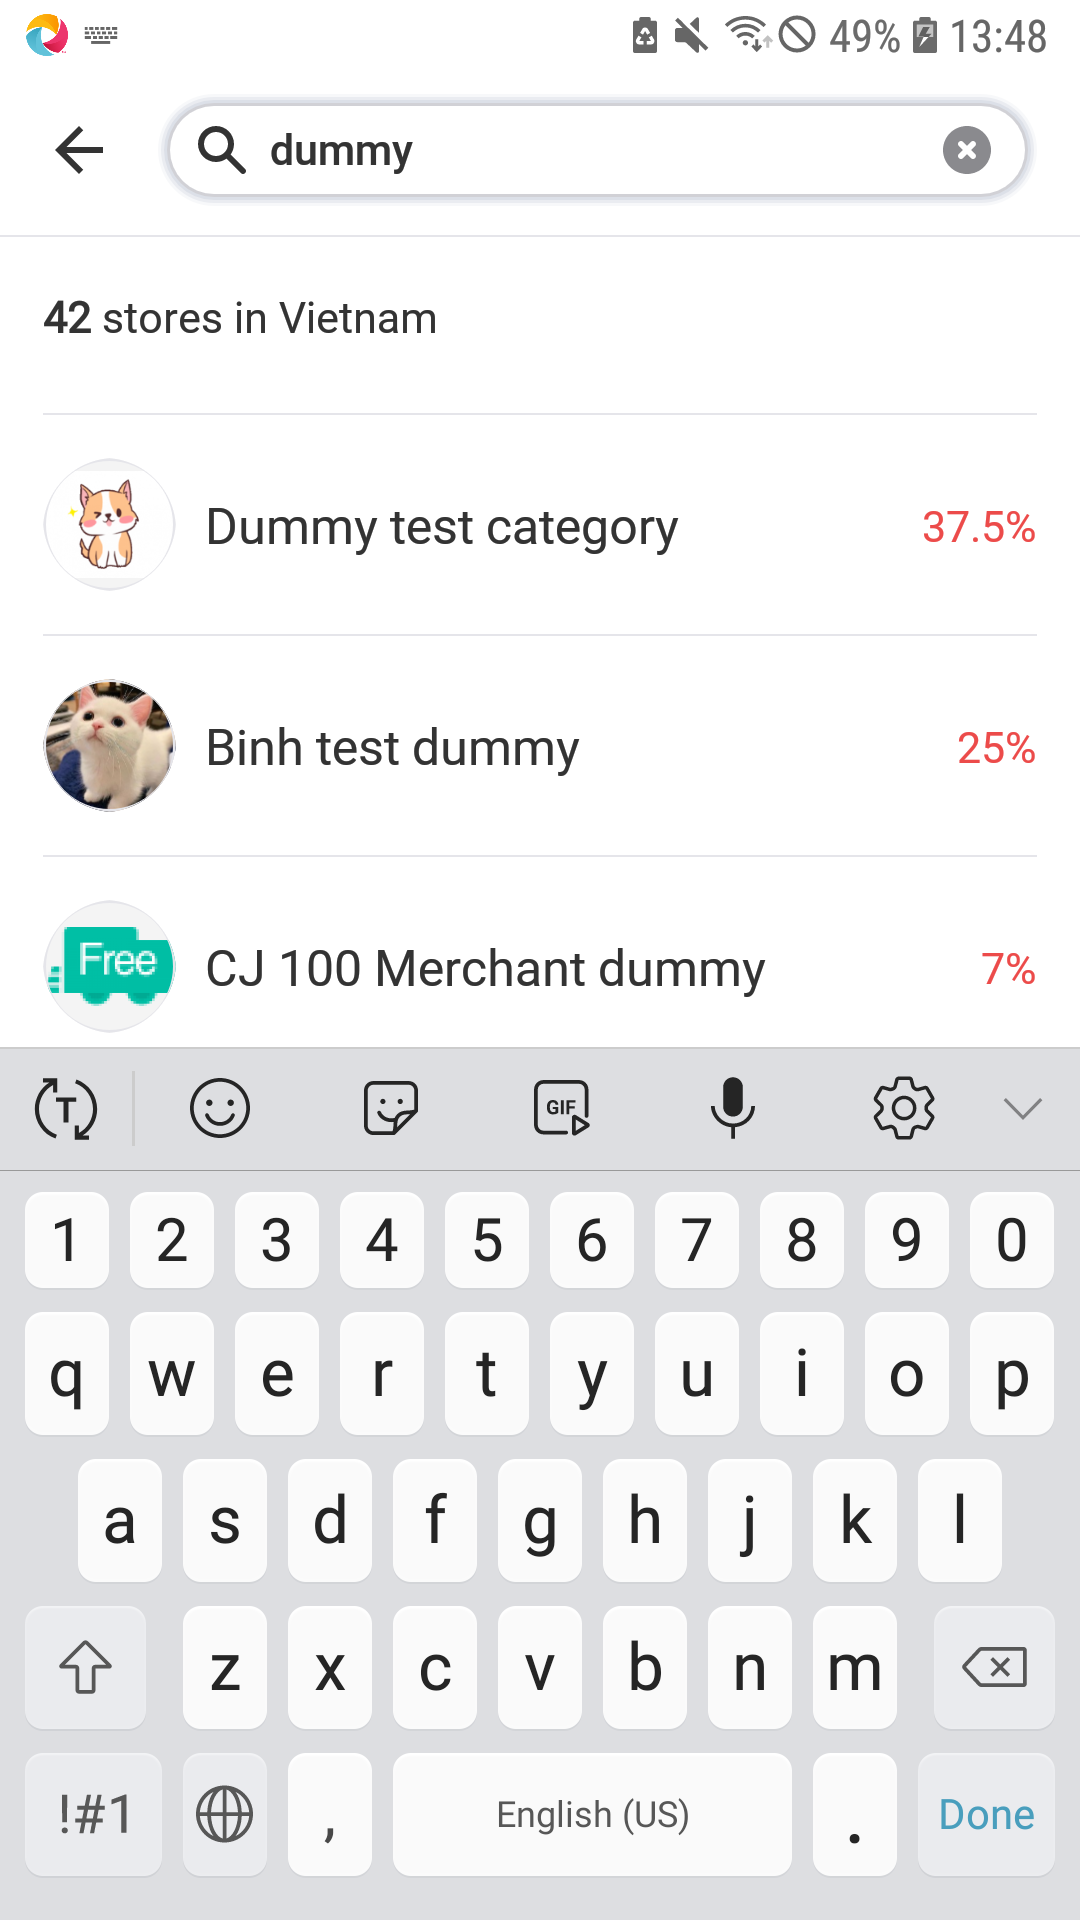 49% 13:48
dummy
42 stores in Vietnam
Dummy test category 37.5%
Binh test dummy 25%
Free CJ 100 Merchant dummy 7%
T GIF
1 2 3 4 5 6 7 8 9 0
q w e r t y u i o p
a s d f g h j k l
z x c v b n m
!#1 , English (US) . Done